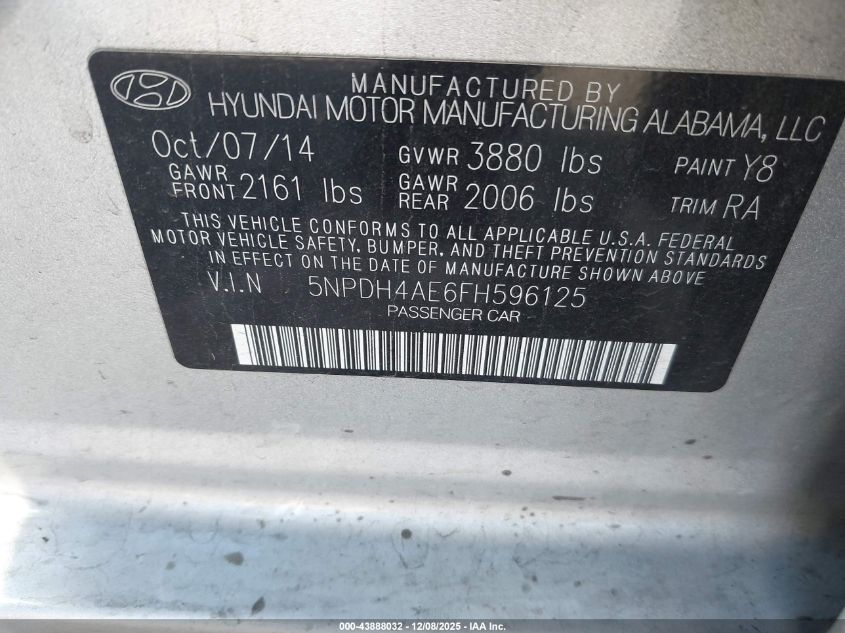 MANUFACTURED BY
HYUNDAI MOTOR MANUFACTURING ALABAMA, LLC
Oct/07/14 GVWR 3880 lbs PAINT Y8
GAWR FRONT 2161 lbs GAWR REAR 2006 lbs TRIM RA
THIS VEHICLE CONFORMS TO ALL APPLICABLE U.S.A. FEDERAL
MOTOR VEHICLE SAFETY, BUMPER, AND THEFT PREVENTION STANDARDS
IN EFFECT ON THE DATE OF MANUFACTURE SHOWN ABOVE
V.I.N 5NPDH4AE6FH596125
PASSENGER CAR
000-43888032 - 12/08/2025 - IAA Inc.